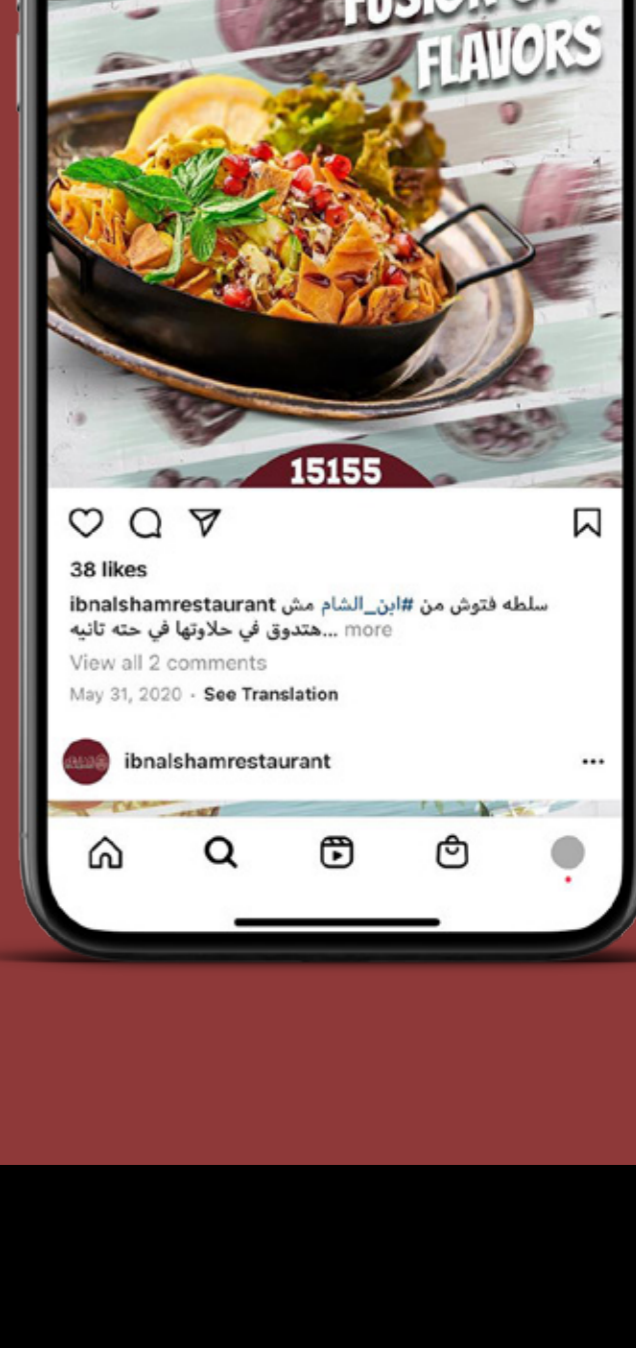 FLAVORS
15155
38 likes
ibnalshamrestaurant سلطه فتوش من #ابن_الشام مش
هتدوق في حلاوتها في حته تانيه... more
View all 2 comments
May 31, 2020 · See Translation
ibnalshamrestaurant